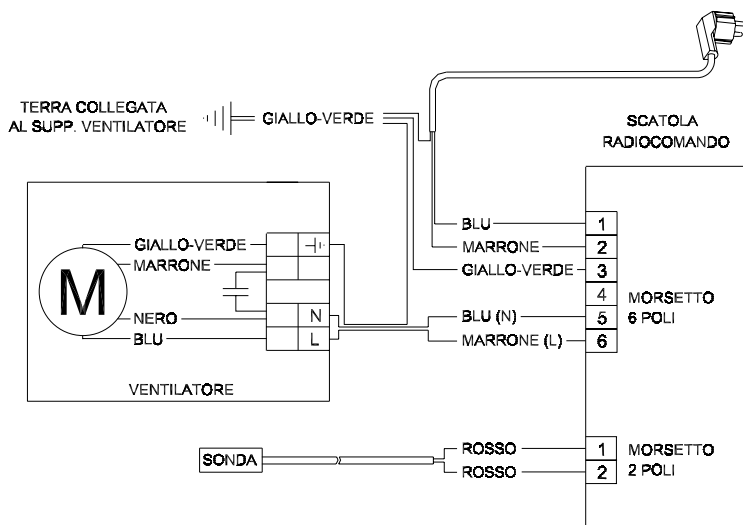 TERRA COLLEGATA
AL SUPP. VENTILATORE
GIALLO-VERDE
SCATOLA
RADIOCOMANDO
BLU
1
MARRONE
2
GIALLO-VERDE
3
4
BLU (N)
5
MARRONE (L)
6
MORSETTO
6 POLI
M
GIALLO-VERDE
MARRONE
NERO
N
BLU
L
VENTILATORE
SONDA
ROSSO
1
ROSSO
2
MORSETTO
2 POLI